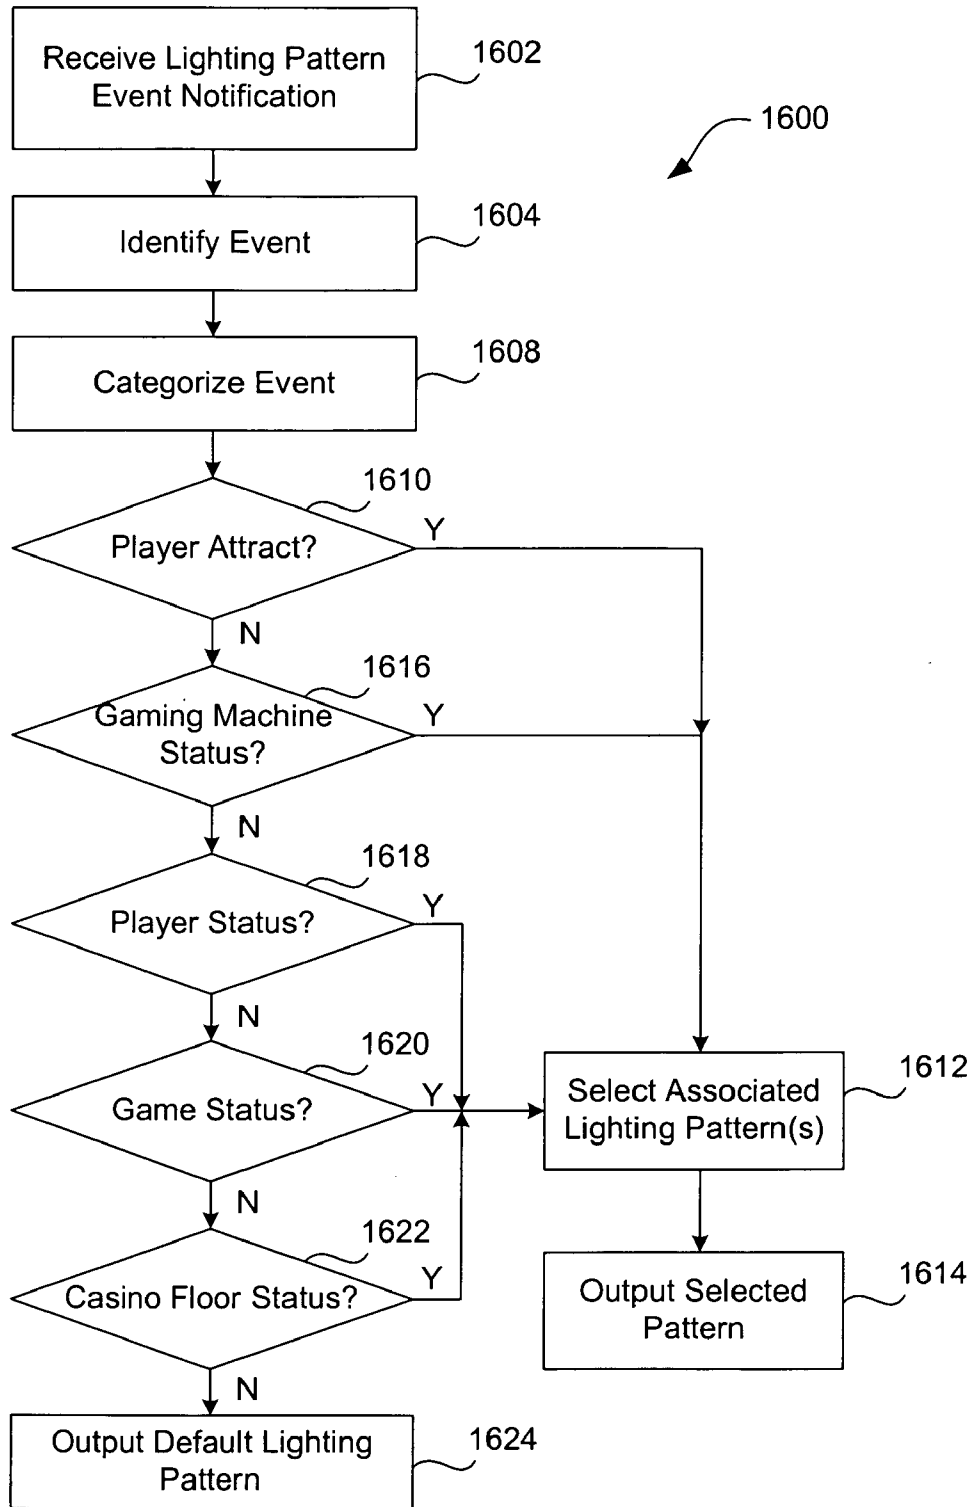 Receive Lighting Pattern
Event Notification
1602
1600
Identify Event
1604
Categorize Event
1608
Player Attract?
1610
Y
N
Gaming Machine
Status?
1616
Y
N
Player Status?
1618
Y
N
Game Status?
1620
Y
N
Select Associated
Lighting Pattern(s)
1612
Casino Floor Status?
1622
Y
N
Output Selected
Pattern
1614
Output Default Lighting
Pattern
1624